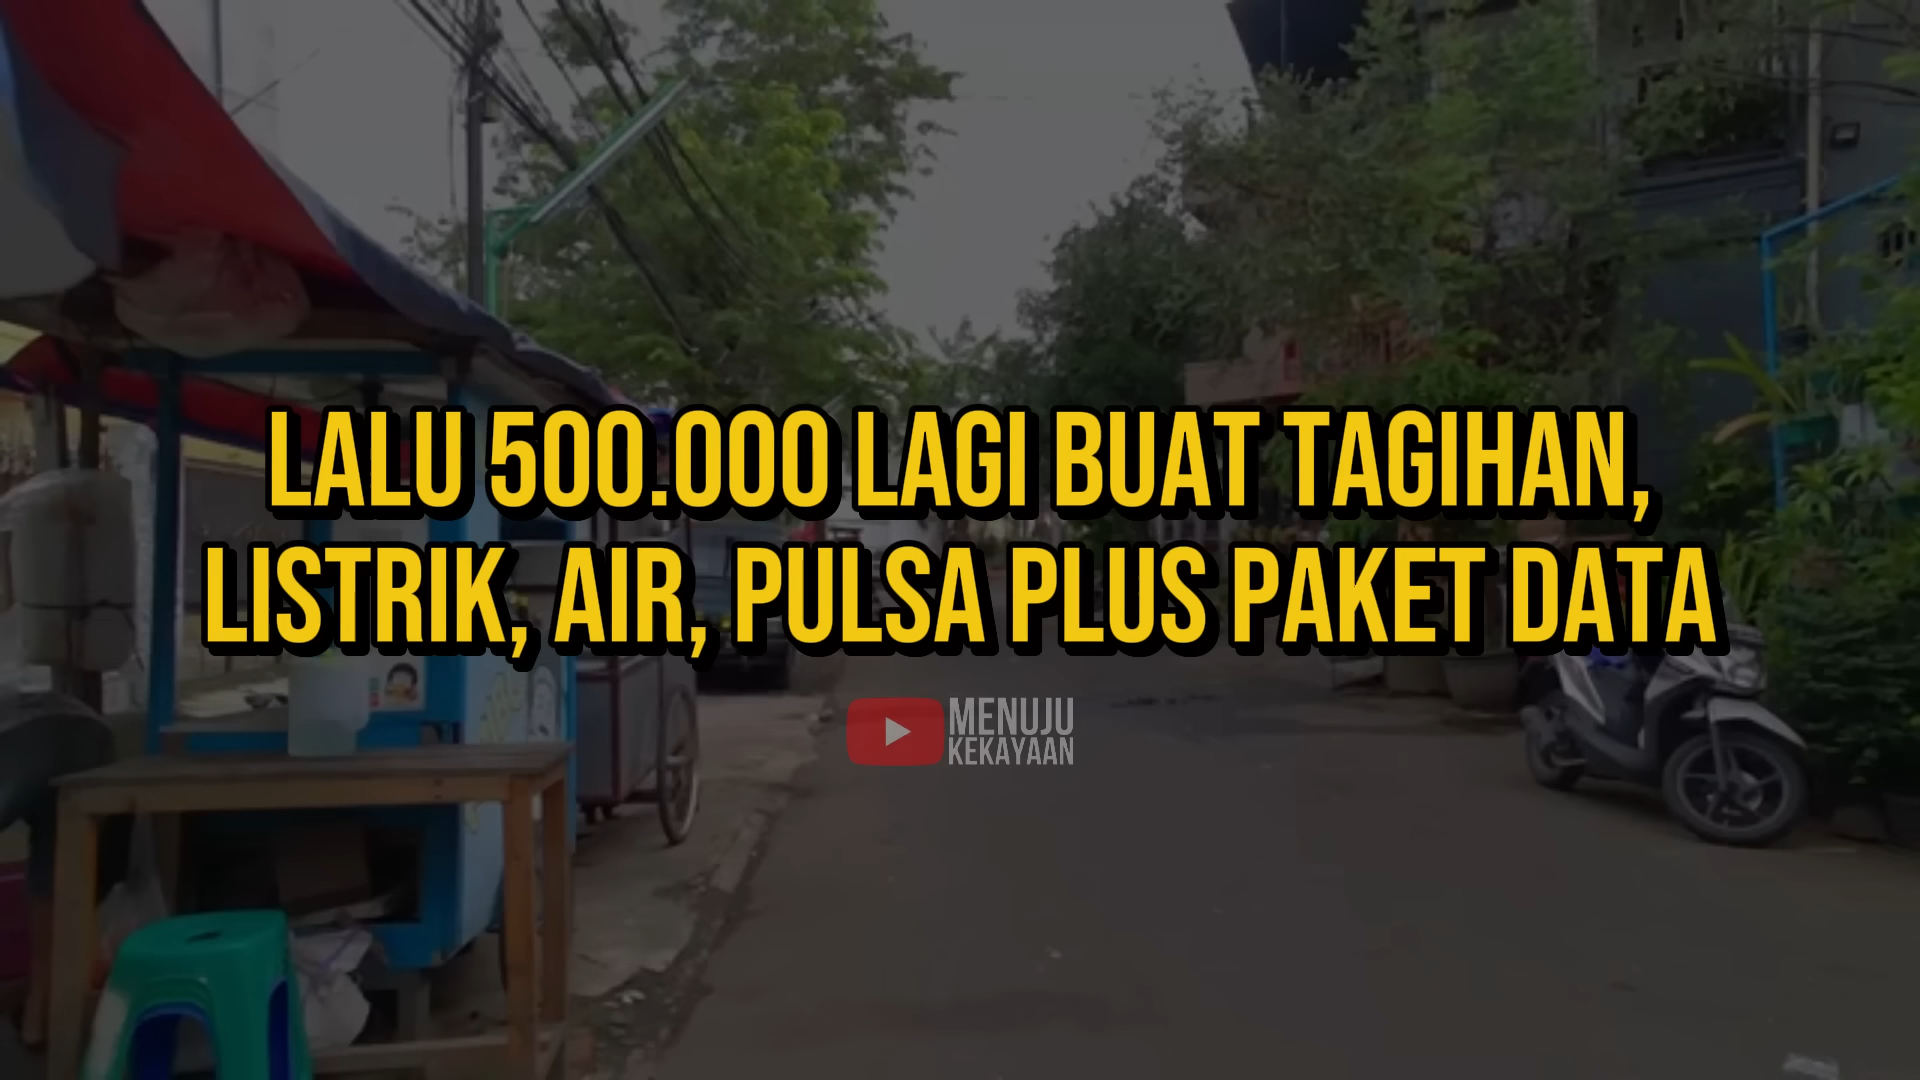 LALU 500.000 LAGI BUAT TAGIHAN,
LISTRIK, AIR, PULSA PLUS PAKET DATA
MENUJU
KEKAYAAN